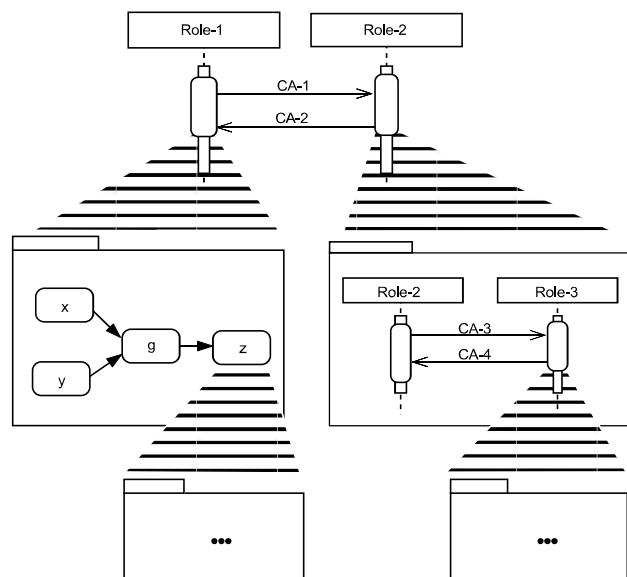 Role-1
Role-2
CA-1
CA-2
x
g
z
y
Role-2
Role-3
CA-3
CA-4
•••
•••